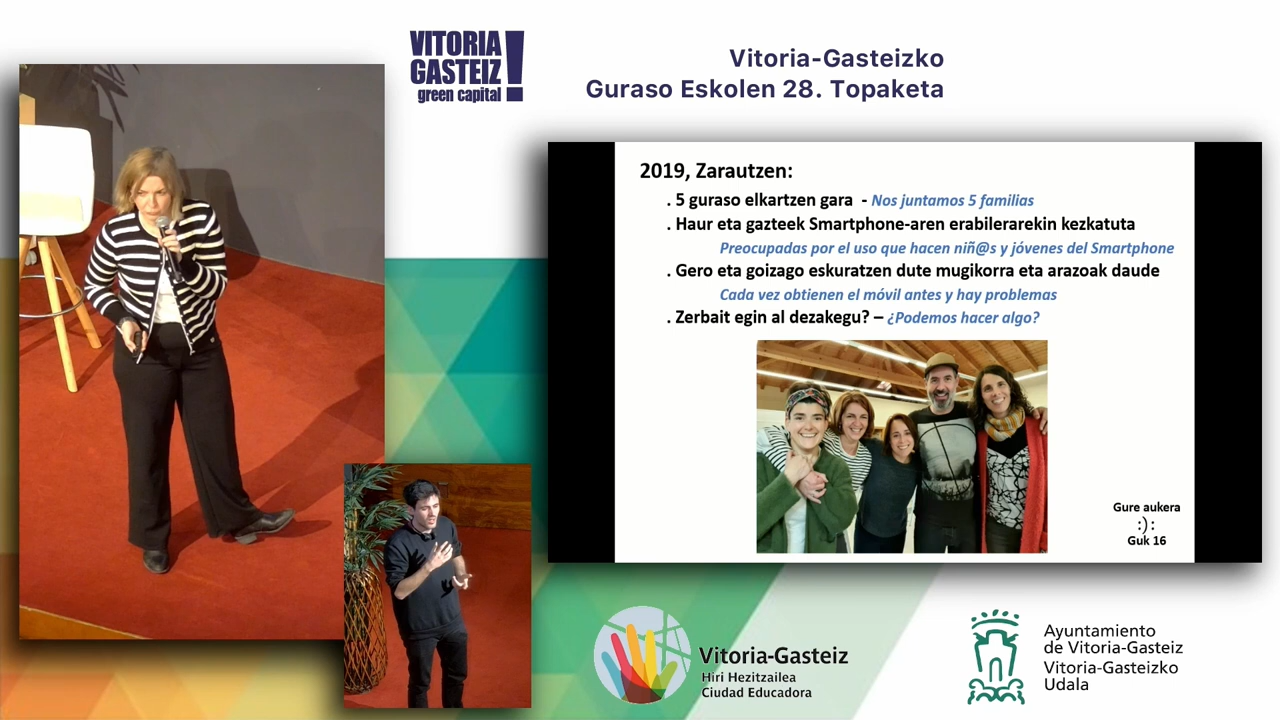 VITORIA
GASTEIZ !
green capital
Vitoria-Gasteizko
Guraso Eskolen 28. Topaketa
2019, Zarautzen:
. 5 guraso elkartzen gara - Nos juntamos 5 familias
. Haur eta gazteek Smartphone-aren erabilerarekin kezkatuta
Preocupadas por el uso que hacen niñ@s y jóvenes del Smartphone
. Gero eta goizago eskuratzen dute mugikorra eta arazoak daude
Cada vez obtienen el móvil antes y hay problemas
. Zerbait egin al dezakegu? – ¿Podemos hacer algo?
Gure aukera
:) :
Guk 16
Vitoria-Gasteiz
Hiri Hezitzailea
Ciudad Educadora
Ayuntamiento
de Vitoria-Gasteiz
Vitoria-Gasteizko
Udala